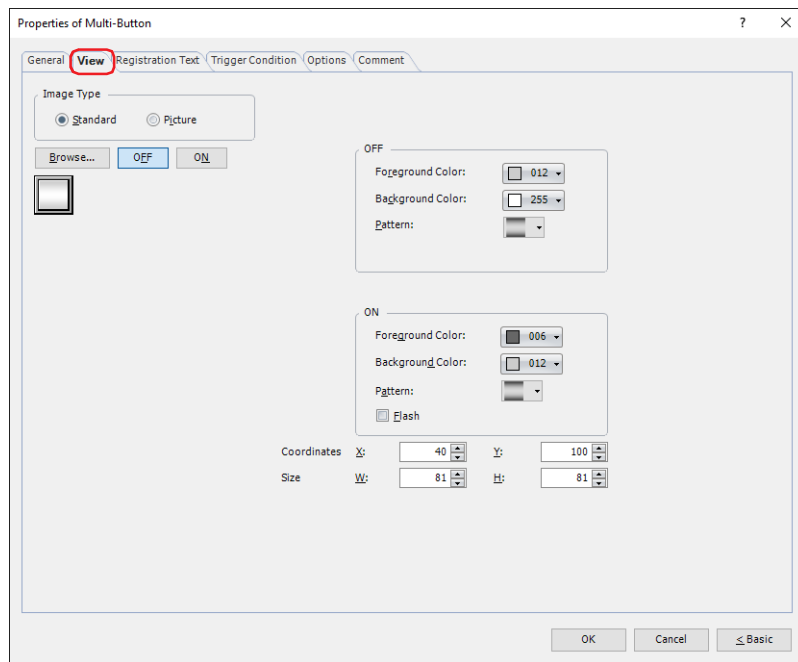 Properties of Multi-Button ?
General View Registration Text Trigger Condition Options Comment
Image Type
Standard Picture
Browse... OFF ON
OFF
Foreground Color: 012
Background Color: 255
Pattern:
ON
Foreground Color: 006
Background Color: 012
Pattern:
Flash
Coordinates X: 40 Y: 100
Size W: 81 H: 81
OK Cancel < Basic